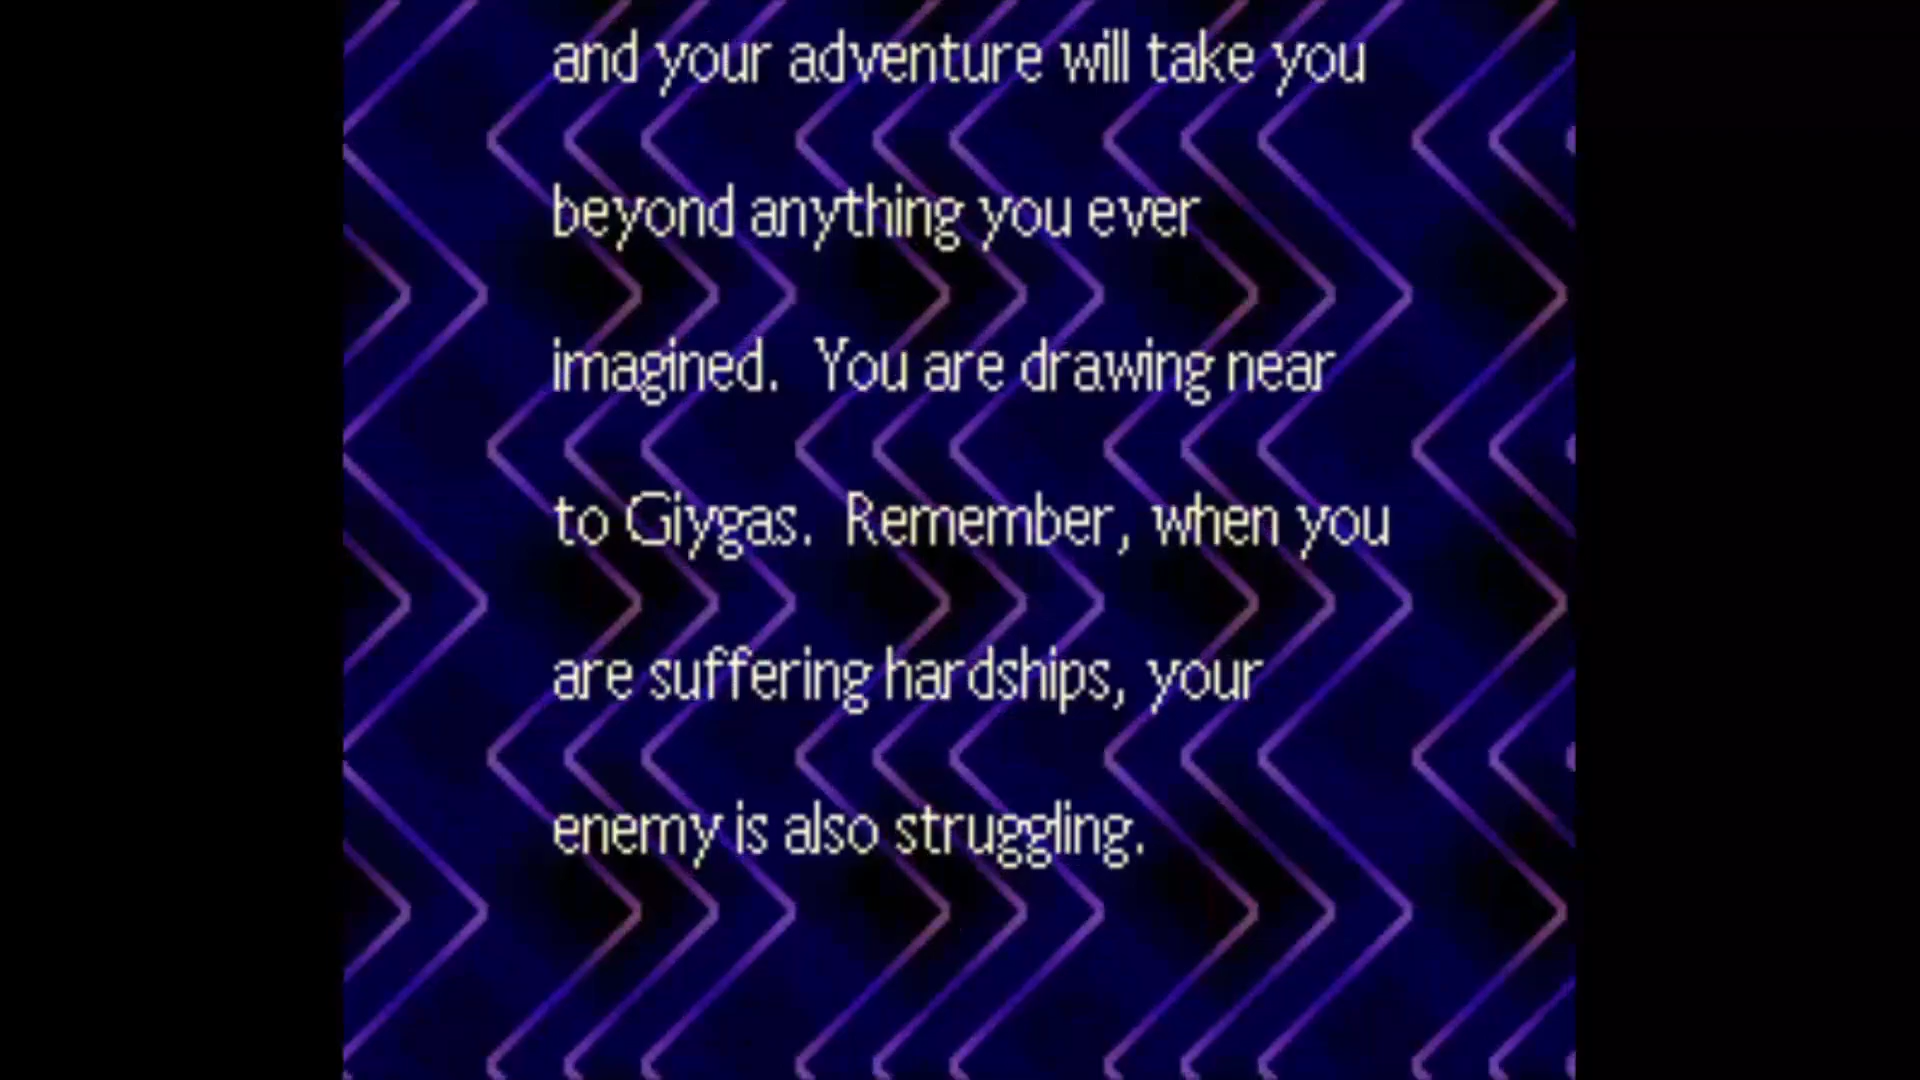 and your adventure will take you
beyond anything you ever
imagined.  You are drawing near
to Giygas.  Remember, when you
are suffering hardships, your
enemy is also struggling.